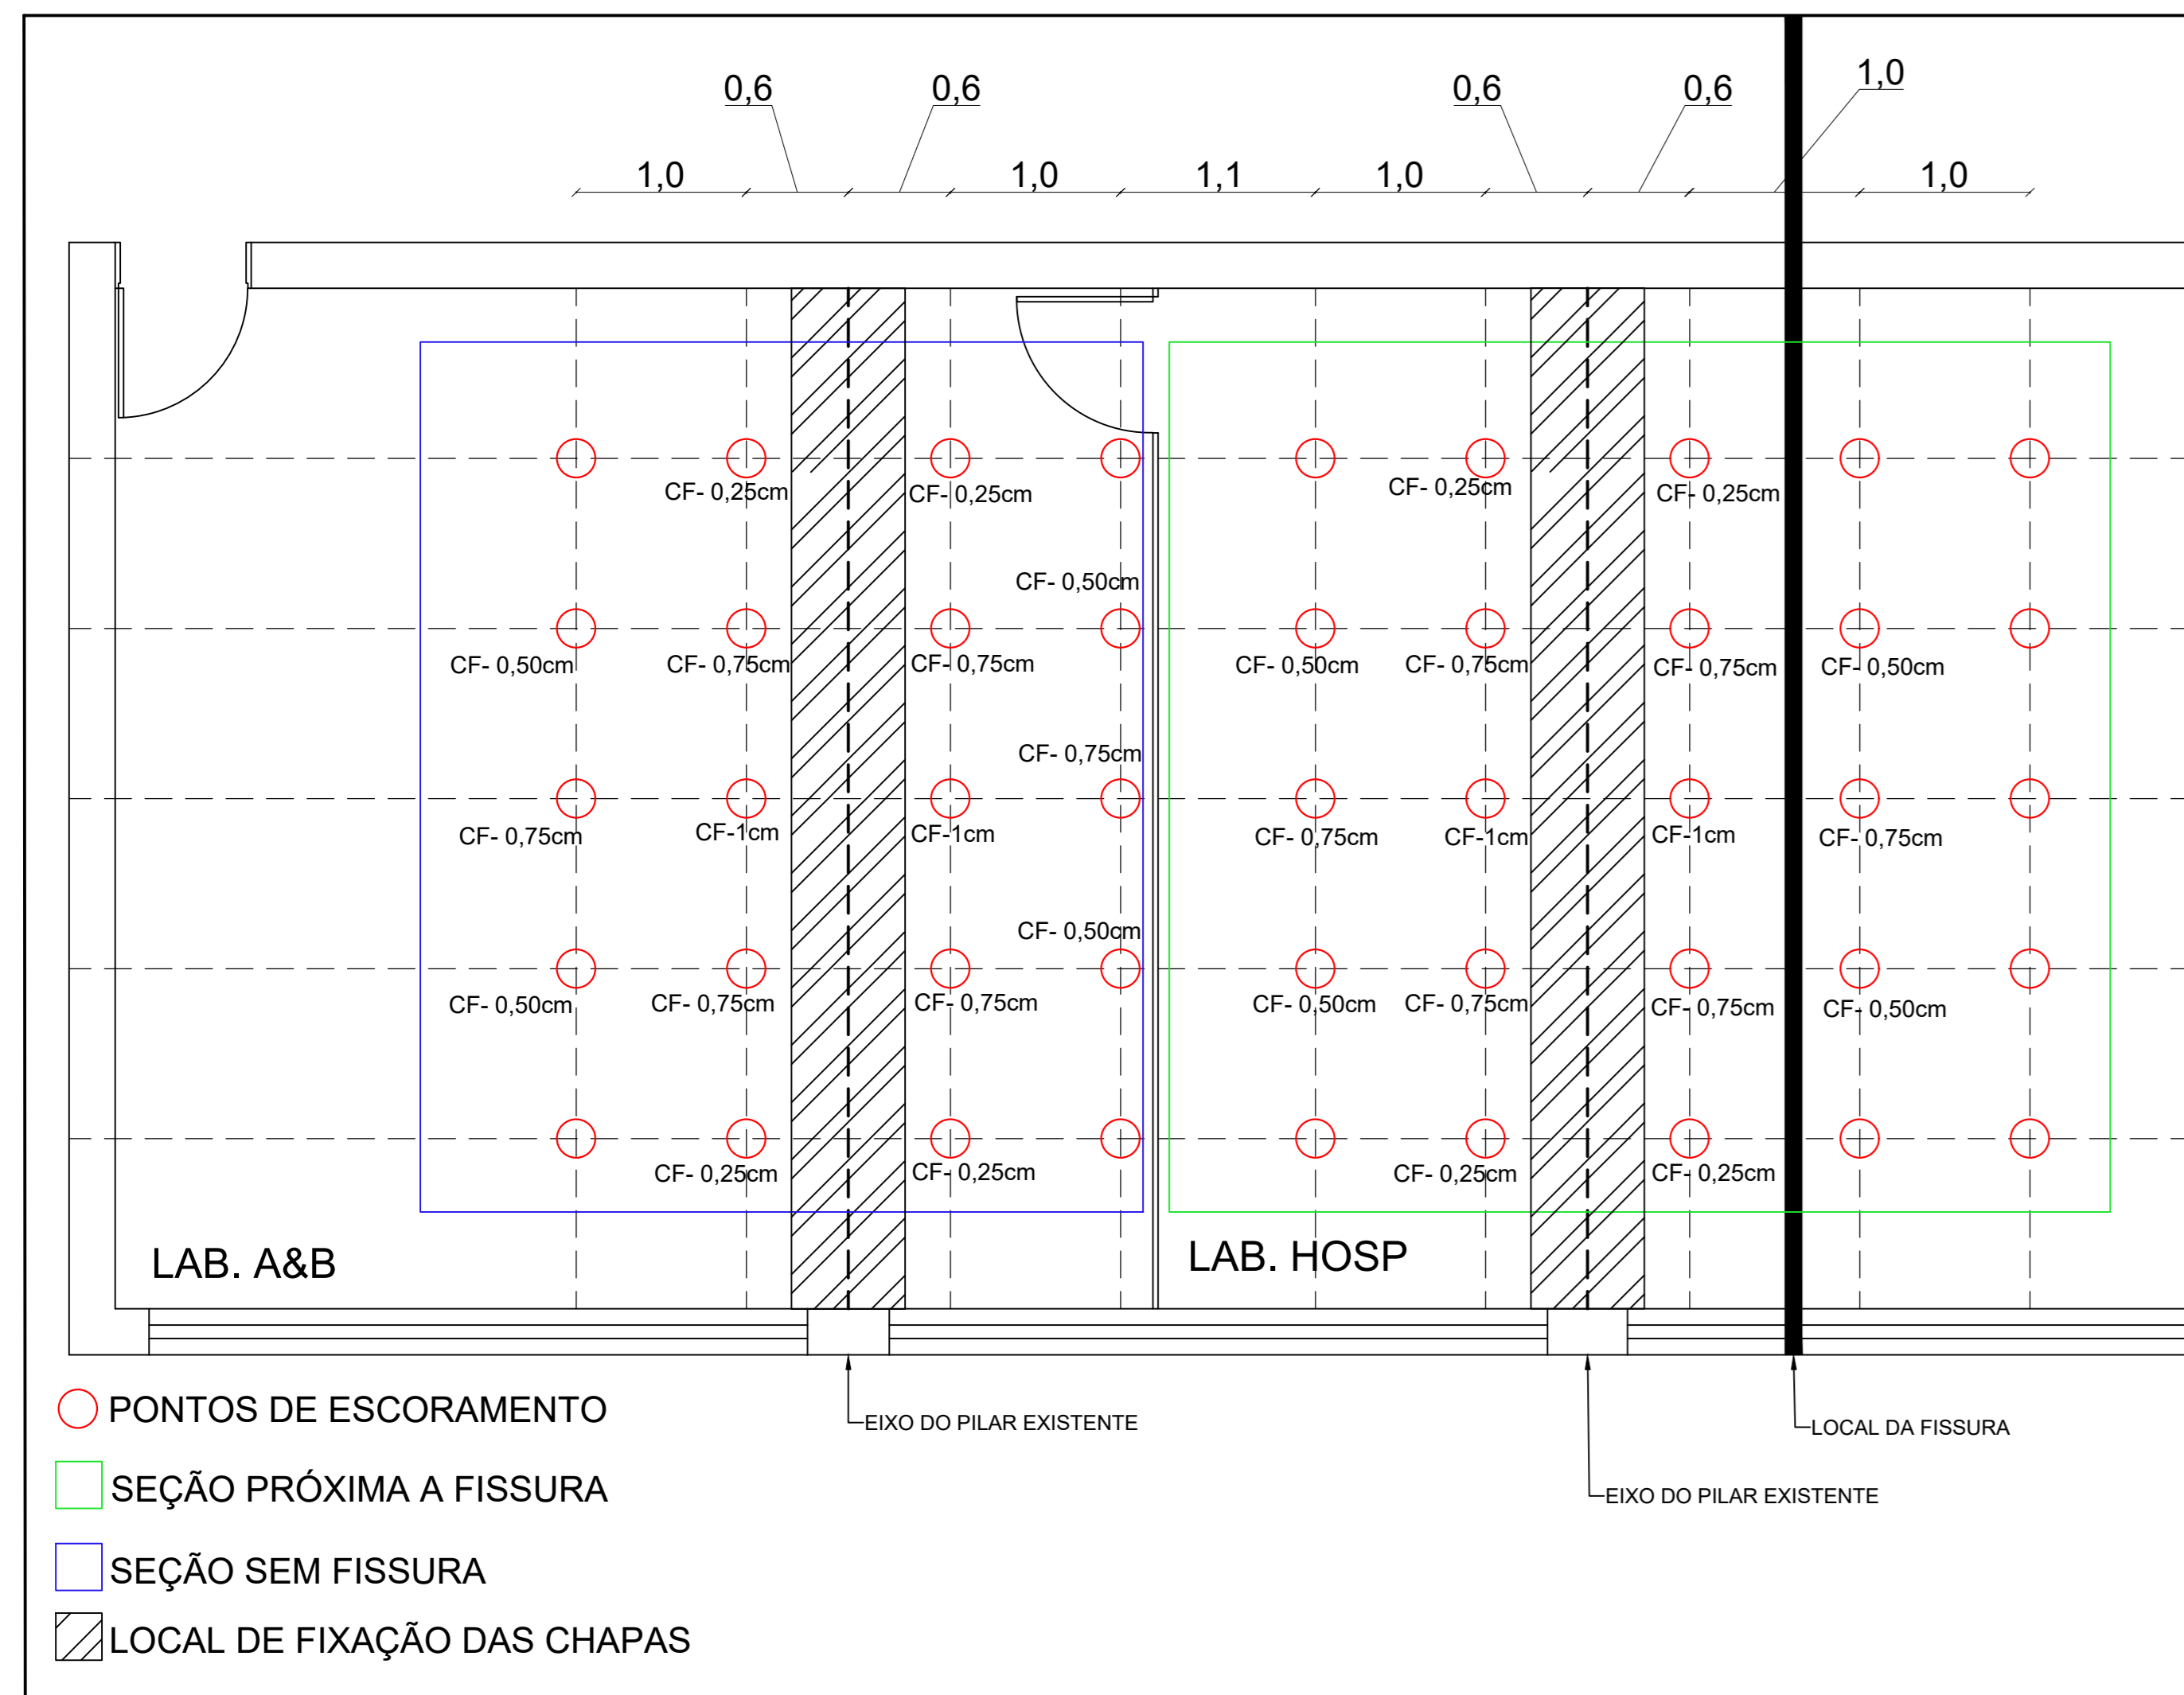 0,6
0,6
0,6
0,6
1,0
1,0
1,0
1,1
1,0
1,0
CF- 0,25cm
CF- 0,25cm
CF- 0,25cm
CF- 0,25cm
CF- 0,50cm
CF- 0,50cm
CF- 0,75cm
CF- 0,75cm
CF- 0,50cm
CF- 0,75cm
CF- 0,75cm
CF- 0,50cm
CF- 0,75cm
CF- 0,75cm
CF-1cm
CF-1cm
CF- 0,75cm
CF-1cm
CF-1cm
CF- 0,75cm
CF- 0,50cm
CF- 0,50cm
CF- 0,75cm
CF- 0,75cm
CF- 0,50cm
CF- 0,75cm
CF- 0,75cm
CF- 0,50cm
CF- 0,25cm
CF- 0,25cm
CF- 0,25cm
CF- 0,25cm
LAB. A&B
LAB. HOSP
PONTOS DE ESCORAMENTO
EIXO DO PILAR EXISTENTE
LOCAL DA FISSURA
SEÇÃO PRÓXIMA A FISSURA
EIXO DO PILAR EXISTENTE
SEÇÃO SEM FISSURA
LOCAL DE FIXAÇÃO DAS CHAPAS